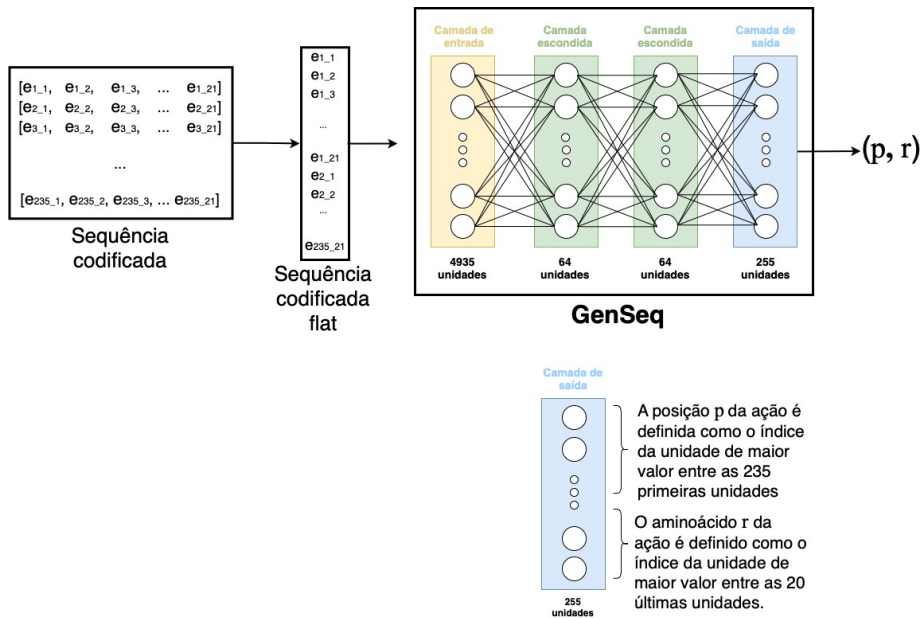 [e1_1, e1_2, e1_3, ... e1_21]
[e2_1, e2_2, e2_3, ... e2_21]
[e3_1, e3_2, e3_3, ... e3_21]
...
[e235_1, e235_2, e235_3, ... e235_21]
Sequência
codificada
e1_1
e1_2
e1_3
...
e1_21
e2_1
e2_2
...
e235_21
Sequência
codificada
flat
Camada de
entrada
4935
unidades
Camada
escondida
64
unidades
Camada
escondida
64
unidades
Camada de
saída
255
unidades
GenSeq
(p, r)
Camada de
saída
255
unidades
A posição p da ação é
definida como o índice
da unidade de maior
valor entre as 235
primeiras unidades
O aminoácido r da
ação é definido como o
índice da unidade de
maior valor entre as 20
últimas unidades.